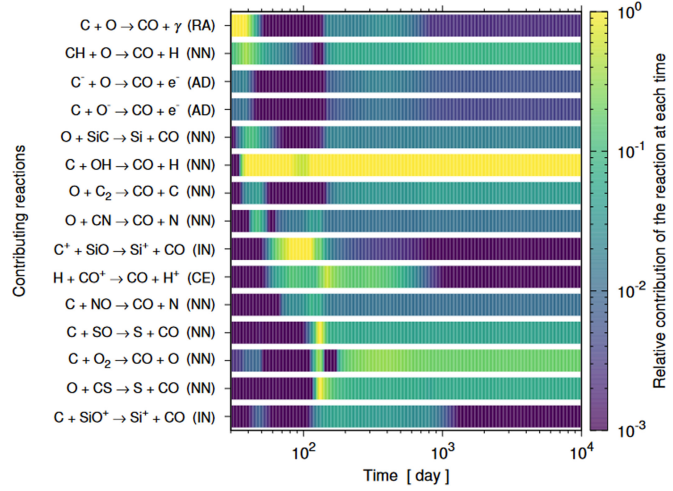 C + O → CO + γ (RA)
CH + O → CO + H (NN)
C⁻ + O → CO + e⁻ (AD)
C + O⁻ → CO + e⁻ (AD)
O + SiC → Si + CO (NN)
C + OH → CO + H (NN)
O + C₂ → CO + C (NN)
O + CN → CO + N (NN)
C⁺ + SiO → Si⁺ + CO (IN)
H + CO⁺ → CO + H⁺ (CE)
C + NO → CO + N (NN)
C + SO → S + CO (NN)
C + O₂ → CO + O (NN)
O + CS → S + CO (NN)
C + SiO⁺ → Si⁺ + CO (IN)
Contributing reactions
10² 10³ 10⁴
Time [ day ]
10⁰
10⁻¹
10⁻²
10⁻³
Relative contribution of the reaction at each time